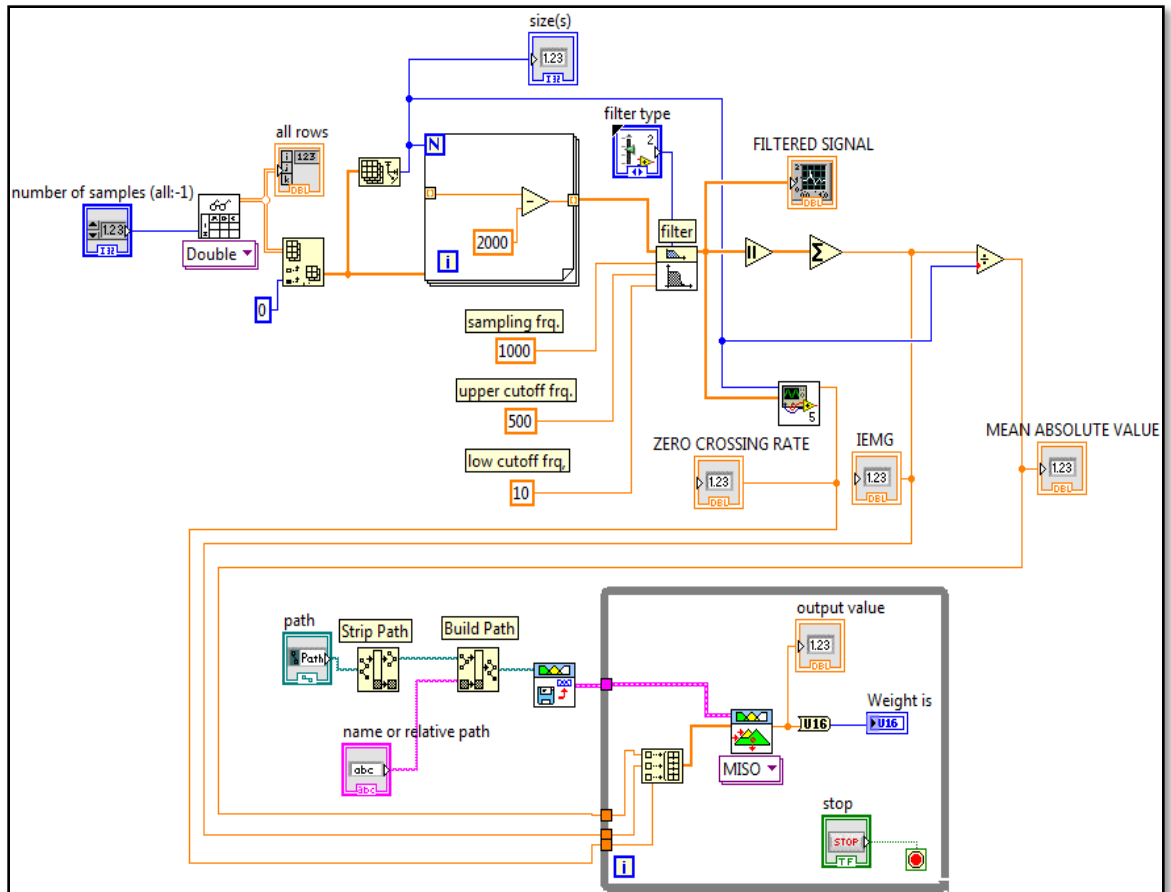 size(s)
1.23
I32
all rows
i
j
k
123
DBL
filter type
2
FILTERED SIGNAL
DBL
number of samples (all:-1)
1.23
I32
Double
0
N
2000
i
filter
sampling frq.
1000
upper cutoff frq.
500
low cutoff frq,
10
5
ZERO CROSSING RATE
1.23
DBL
IEMG
1.23
DBL
MEAN ABSOLUTE VALUE
1.23
DBL
path
Path
Strip Path
Build Path
name or relative path
abc
abc
output value
1.23
DBL
Weight is
U16
U16
MISO
stop
STOP
TF
i